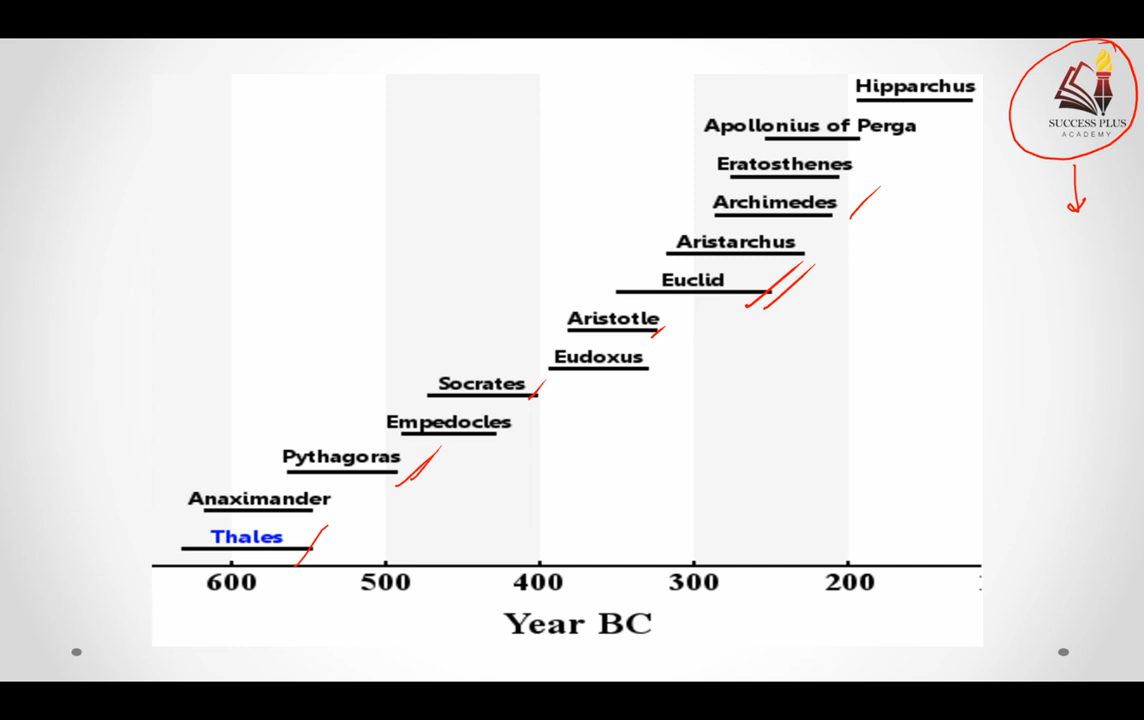 Hipparchus
SUCCESS PLUS
ACADEMY
Apollonius of Perga
Eratosthenes
Archimedes
Aristarchus
Euclid
Aristotle
Eudoxus
Socrates
Empedocles
Pythagoras
Anaximander
Thales
600 500 400 300 200
Year BC